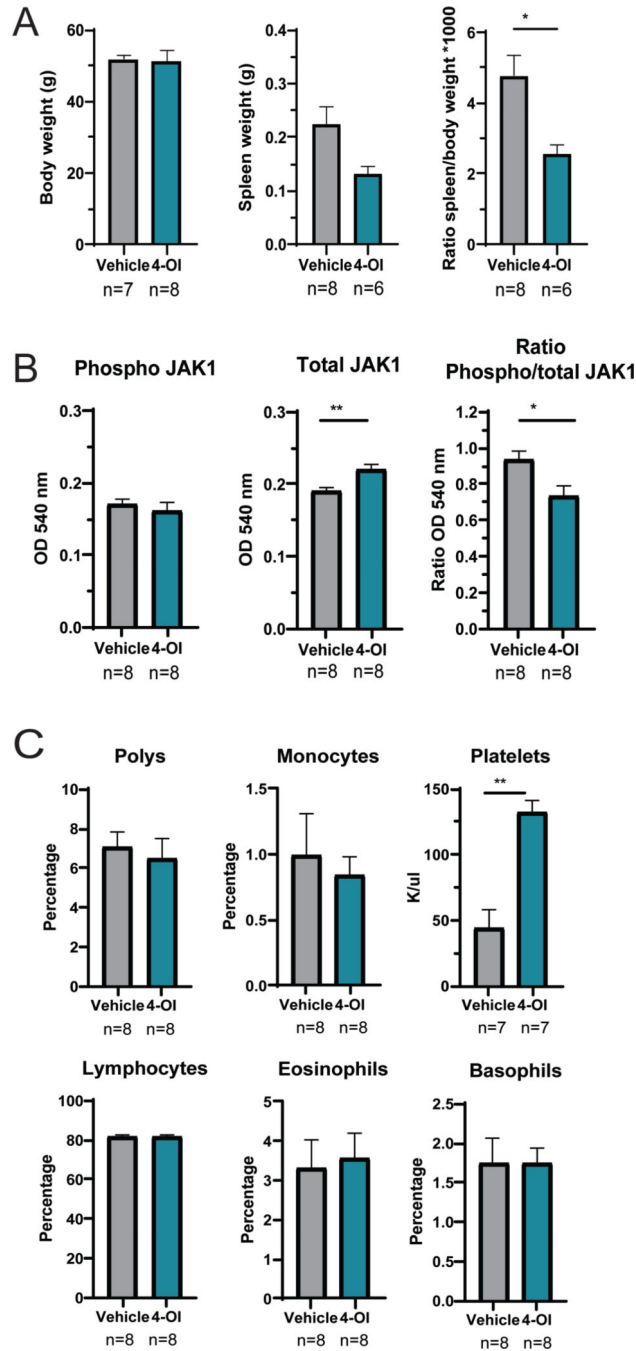 A
Body weight (g)
60
40
20
0
Vehicle 4-OI
n=7 n=8
Spleen weight (g)
0.4
0.3
0.2
0.1
0.0
Vehicle 4-OI
n=8 n=6
Ratio spleen/body weight *1000
6
4
2
0
*
Vehicle 4-OI
n=8 n=6
B
Phospho JAK1
OD 540 nm
0.3
0.2
0.1
0.0
Vehicle 4-OI
n=8 n=8
Total JAK1
OD 540 nm
0.3
0.2
0.1
0.0
**
Vehicle 4-OI
n=8 n=8
Ratio
Phospho/total JAK1
Ratio OD 540 nm
1.2
1.0
0.8
0.6
0.4
0.2
0.0
*
Vehicle 4-OI
n=8 n=8
C
Polys
Percentage
10
8
6
4
2
0
Vehicle 4-OI
n=8 n=8
Monocytes
Percentage
1.5
1.0
0.5
0.0
Vehicle 4-OI
n=8 n=8
Platelets
K/ul
150
100
50
0
**
Vehicle 4-OI
n=7 n=7
Lymphocytes
Percentage
100
80
60
40
20
0
Vehicle 4-OI
n=8 n=8
Eosinophils
Percentage
5
4
3
2
1
0
Vehicle 4-OI
n=8 n=8
Basophils
Percentage
2.5
2.0
1.5
1.0
0.5
0.0
Vehicle 4-OI
n=8 n=8